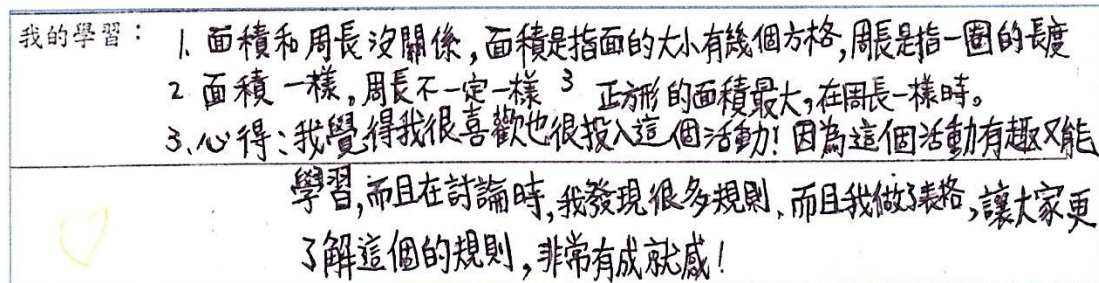 我的學習： 1. 面積和周長沒關係,面積是指面的大小有幾個方格,周長是指一圈的長度
2 面積一樣,周長不一定一樣 3 正方形的面積最大,在周長一樣時。
3、心得：我覺得我很喜歡也很投入這個活動!因為這個活動有趣又能
學習,而且在討論時,我發現很多規則、而且我做了表格,讓大家更
了解這個的規則,非常有成就感!